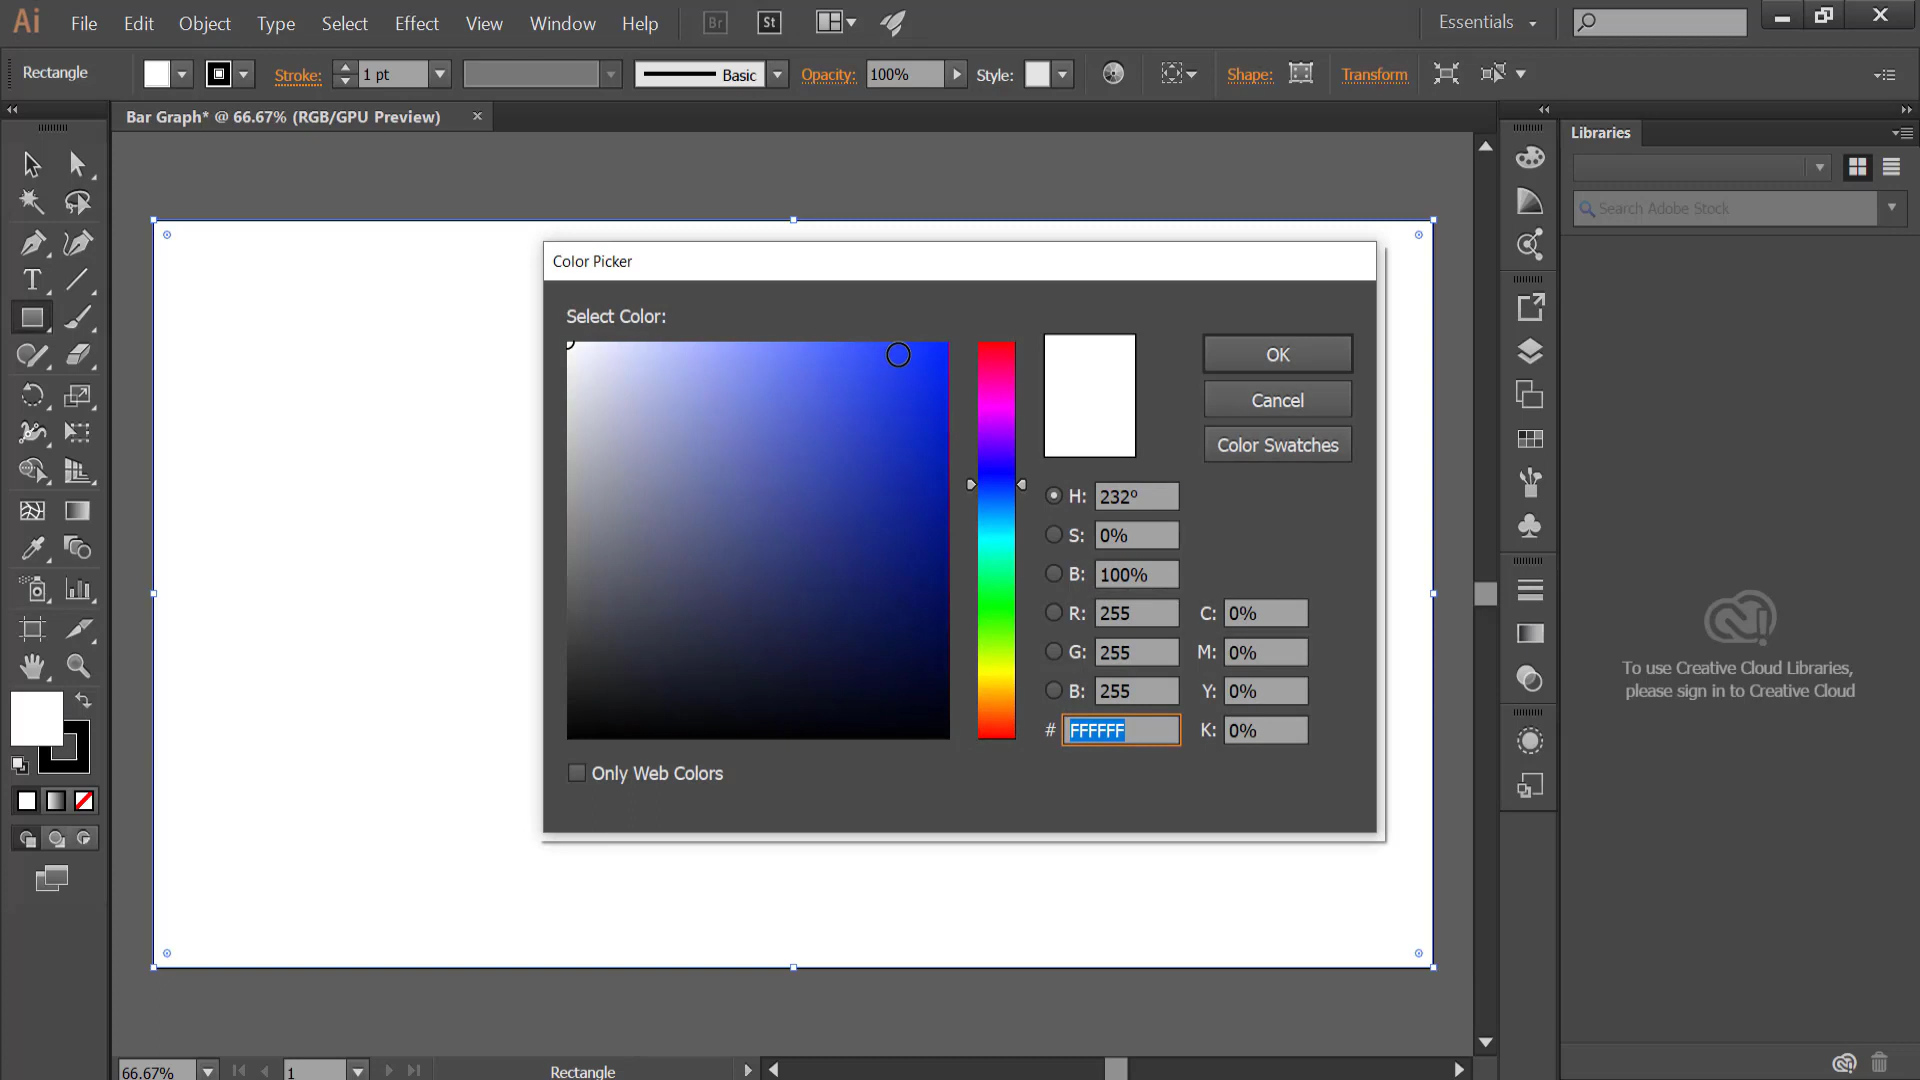 Ai File Edit Object Type Select Effect View Window Help Br St Essentials
Rectangle Stroke: 1 pt Basic Opacity: 100% Style: Shape: Transform
Bar Graph* @ 66.67% (RGB/GPU Preview)
Libraries
Search Adobe Stock
Color Picker
Select Color:
OK
Cancel
Color Swatches
H: 232º
S: 0%
B: 100%
R: 255 C: 0%
G: 255 M: 0%
B: 255 Y: 0%
# FFFFFF K: 0%
Only Web Colors
To use Creative Cloud Libraries,
please sign in to Creative Cloud
66.67% 1 Rectangle